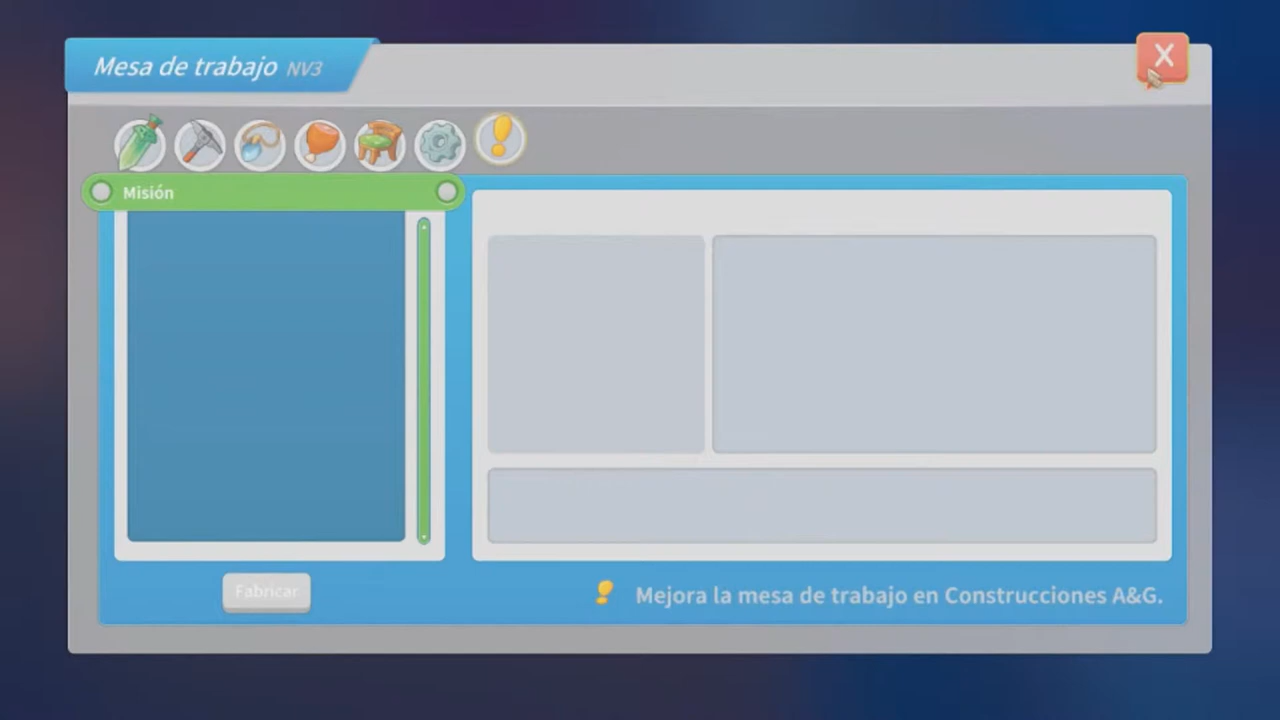 Mesa de trabajo NV3
X
Misión
Fabricar
Mejora la mesa de trabajo en Construcciones A&G.